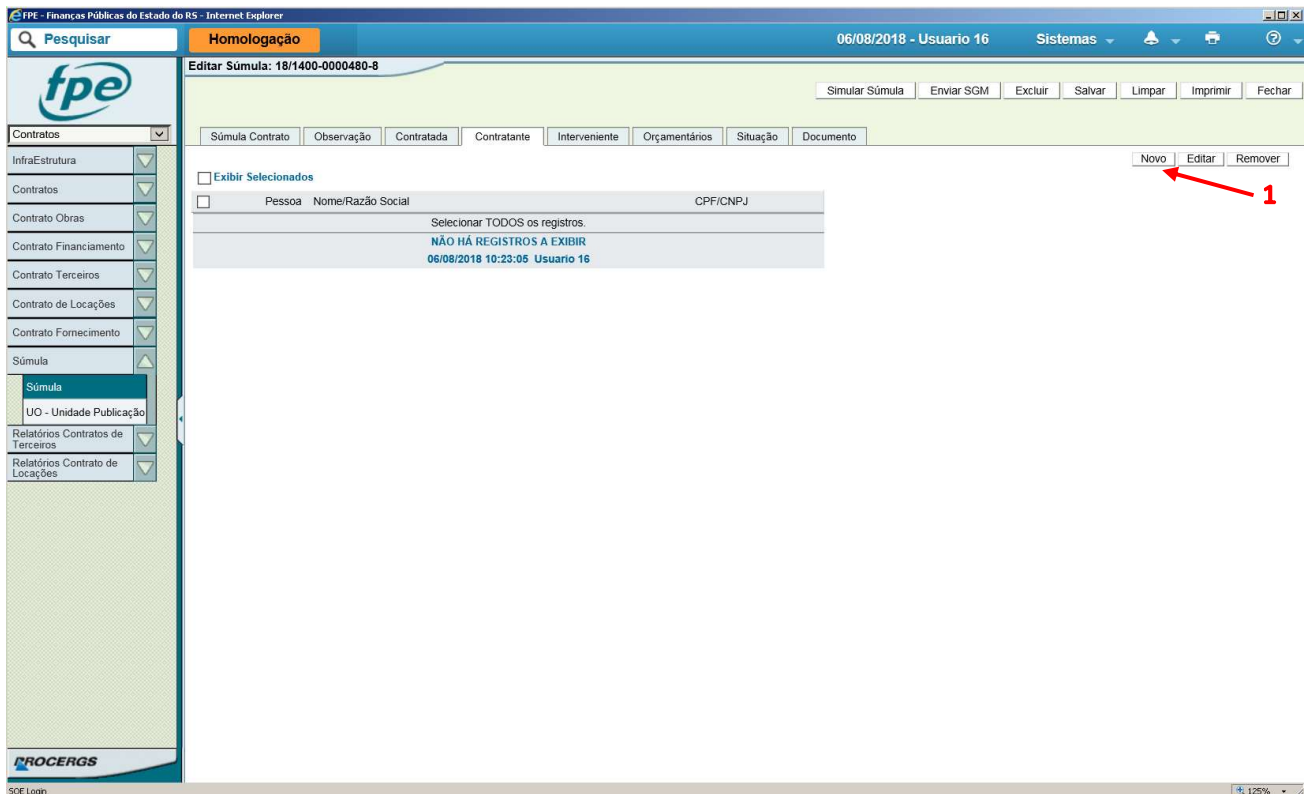 FPE - Finanças Públicas do Estado do RS - Internet Explorer
Pesquisar
Homologação
06/08/2018 - Usuario 16
Sistemas
fpe
Editar Súmula: 18/1400-0000480-8
Simular Súmula Enviar SGM Excluir Salvar Limpar Imprimir Fechar
Contratos
Súmula Contrato Observação Contratada Contratante Interveniente Orçamentários Situação Documento
InfraEstrutura
Contratos
Contrato Obras
Contrato Financiamento
Contrato Terceiros
Contrato de Locações
Contrato Fornecimento
Súmula
Súmula
UO - Unidade Publicação
Relatórios Contratos de
Terceiros
Relatórios Contrato de
Locações
Novo Editar Remover
1
Exibir Selecionados
Pessoa Nome/Razão Social CPF/CNPJ
Selecionar TODOS os registros.
NÃO HÁ REGISTROS A EXIBIR
06/08/2018 10:23:05 Usuario 16
PROCERGS
SOE Login
125%